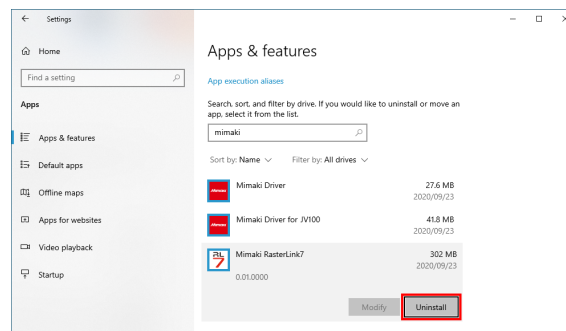 Settings
Home
Find a setting
Apps
Apps & features
Default apps
Offline maps
Apps for websites
Video playback
Startup
Apps & features
App execution aliases
Search, sort, and filter by drive. If you would like to uninstall or move an
app, select it from the list.
mimaki
Sort by: Name Filter by: All drives
Mimaki
Mimaki Driver 27.6 MB
2020/09/23
Mimaki
Mimaki Driver for JV100 41.8 MB
2020/09/23
RL
7
Mimaki RasterLink7 302 MB
2020/09/23
0.01.0000
Modify Uninstall